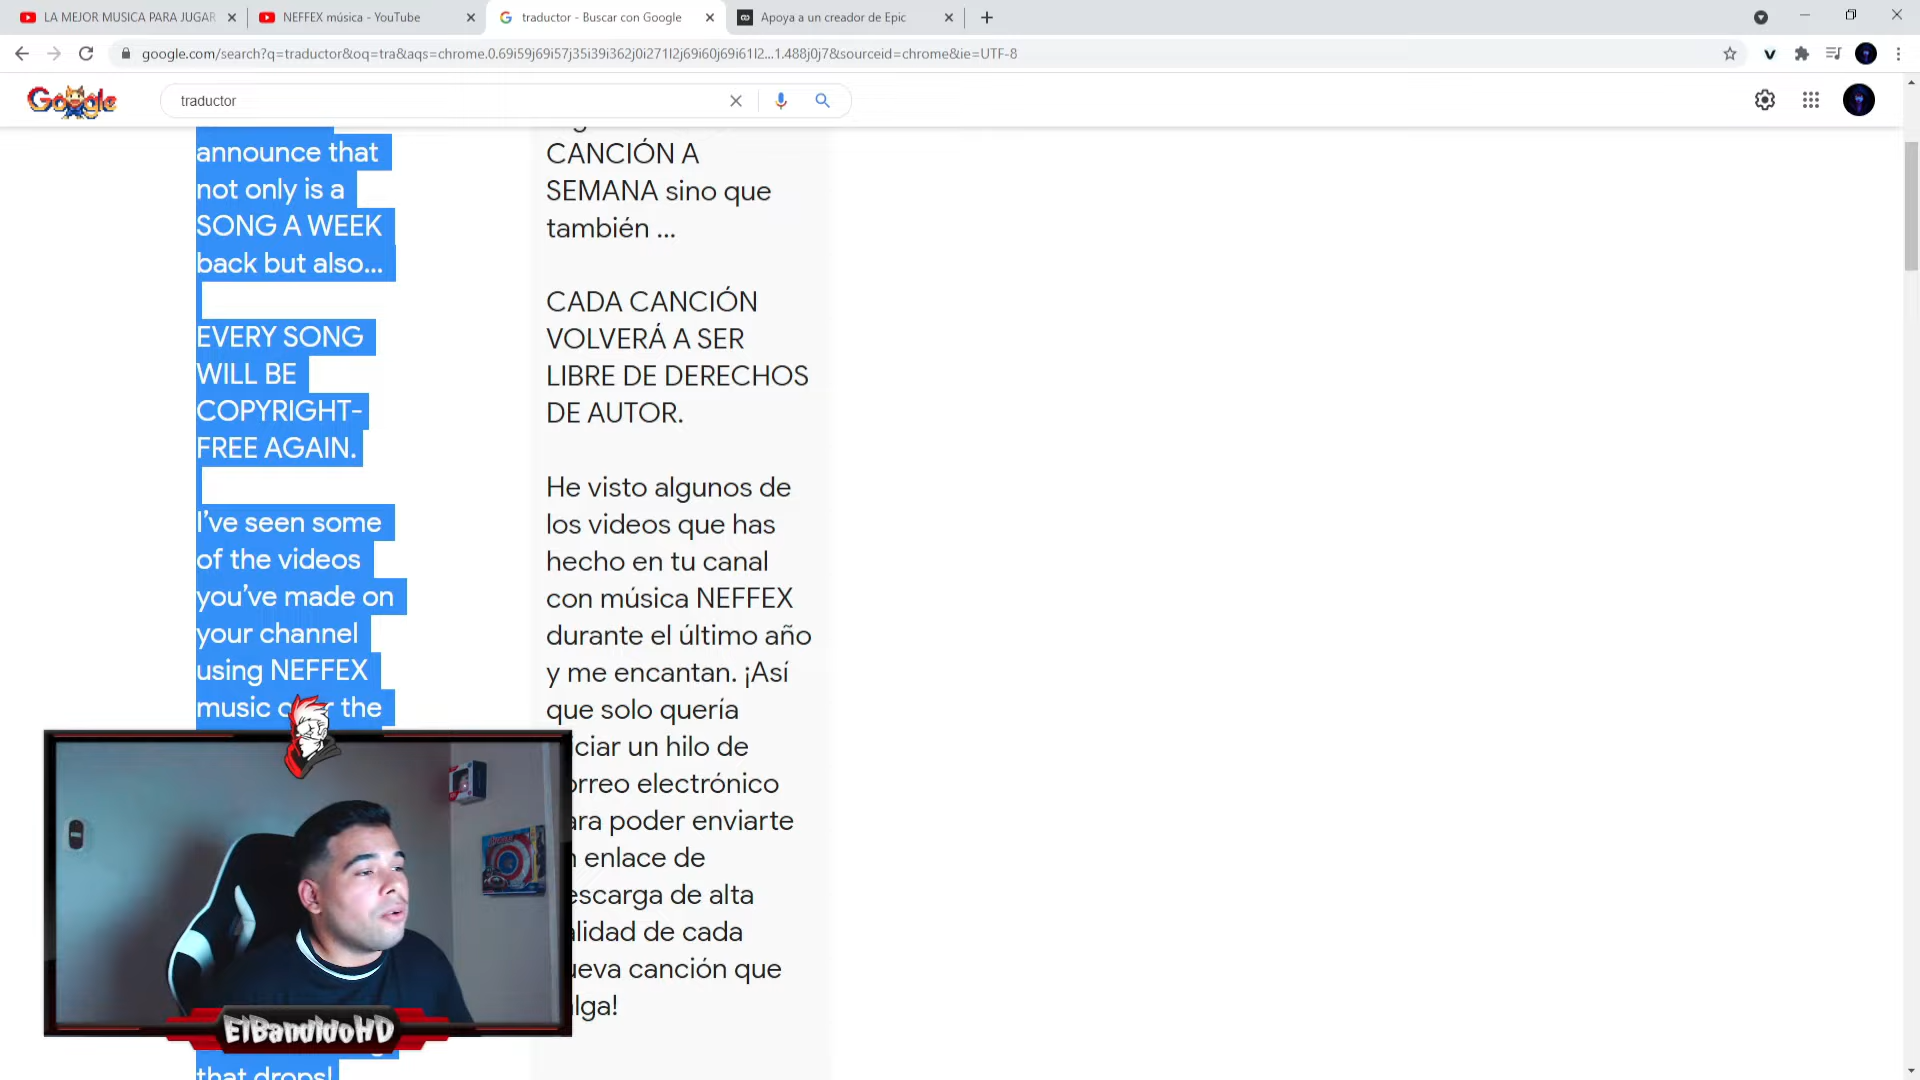 LA MEJOR MUSICA PARA JUGAR
NEFFEX música - YouTube
traductor - Buscar con Google
Apoya a un creador de Epic
google.com/search?q=traductor&oq=tra&aqs=chrome.0.69i59j69i57j35i39i362j0i271l2j69i60j69i61l2...1.488j0j7&sourceid=chrome&ie=UTF-8
Google
traductor
announce that
not only is a
SONG A WEEK
back but also...
EVERY SONG
WILL BE
COPYRIGHT-
FREE AGAIN.
I've seen some
of the videos
you've made on
your channel
using NEFFEX
music the
that drops!
CANCIÓN A
SEMANA sino que
también ...
CADA CANCIÓN
VOLVERÁ A SER
LIBRE DE DERECHOS
DE AUTOR.
He visto algunos de
los videos que has
hecho en tu canal
con música NEFFEX
durante el último año
y me encantan. ¡Así
que solo quería
ciar un hilo de
orreo electrónico
ara poder enviarte
n enlace de
escarga de alta
alidad de cada
ueva canción que
lga!
ElBandidoHD